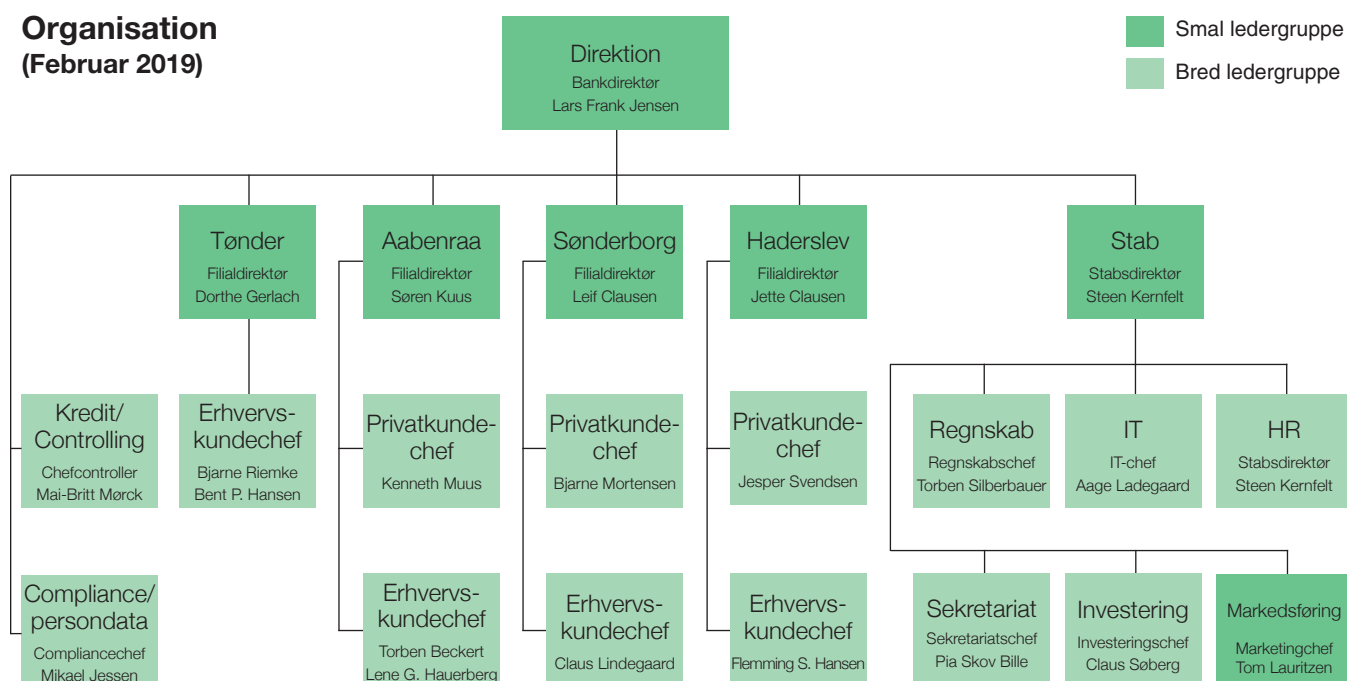 Organisation
(Februar 2019)
Smal ledergruppe
Bred ledergruppe
Direktion
Bankdirektør
Lars Frank Jensen
Tønder
Filialdirektør
Dorthe Gerlach
Aabenraa
Filialdirektør
Søren Kuus
Sønderborg
Filialdirektør
Leif Clausen
Haderslev
Filialdirektør
Jette Clausen
Stab
Stabsdirektør
Steen Kernfelt
Kredit/
Controlling
Chefcontroller
Mai-Britt Mørck
Erhvervs-
kundechef
Bjarne Riemke
Bent P. Hansen
Privatkunde-
chef
Kenneth Muus
Privatkunde-
chef
Bjarne Mortensen
Privatkunde-
chef
Jesper Svendsen
Regnskab
Regnskabschef
Torben Silberbauer
IT
IT-chef
Aage Ladegaard
HR
Stabsdirektør
Steen Kernfelt
Compliance/
persondata
Compliancechef
Mikael Jessen
Erhvervs-
kundechef
Torben Beckert
Lene G. Hauerberg
Erhvervs-
kundechef
Claus Lindegaard
Erhvervs-
kundechef
Flemming S. Hansen
Sekretariat
Sekretariatschef
Pia Skov Bille
Investering
Investeringschef
Claus Søberg
Markedsføring
Marketingchef
Tom Lauritzen